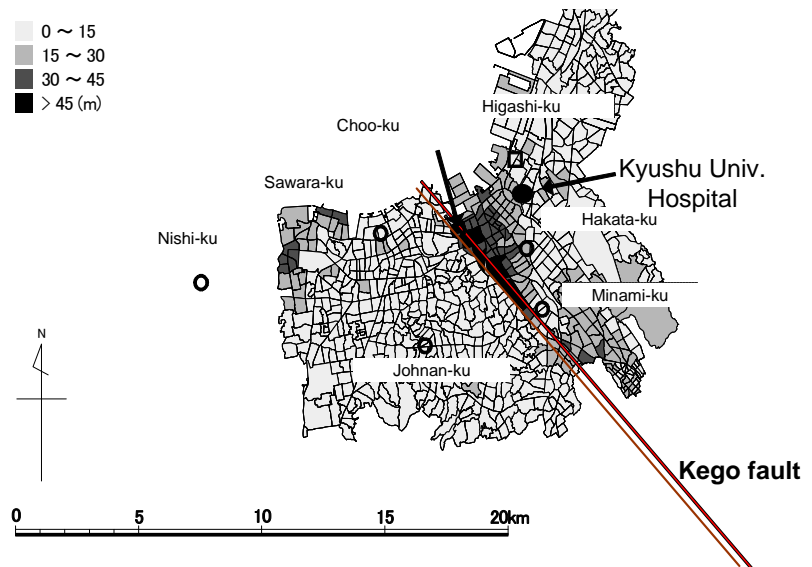 0 ～ 15
15 ～ 30
30 ～ 45
> 45 (m)
Higashi-ku
Choo-ku
Kyushu Univ.
Hospital
Sawara-ku
Hakata-ku
Nishi-ku
Minami-ku
N
Johnan-ku
Kego fault
0 5 10 15 20km